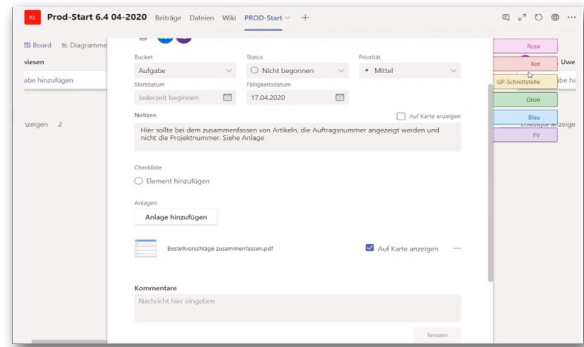 RS Prod-Start 6.4 04-2020 Beiträge Dateien Wiki PROD-Start
Board Diagramme
viesen
Uwe
abe hinzufügen
Bucket Status Priorität
Aufgabe Nicht begonnen Mittel
Startdatum Fälligkeitsdatum
Jederzeit beginnen 17.04.2020
Notizen Auf Karte anzeigen
Hier sollte bei dem zusammenfassen von Artikeln, die Auftragsnummer angezeigt werden und
nicht die Projektnummer. Siehe Anlage
nzeigen 2
Checkliste
Element hinzufügen
Anlagen
Anlage hinzufügen
Bestellvorschläge zusammenfassen.pdf Auf Karte anzeigen
Kommentare
Nachricht hier eingeben
Senden
Rosa
Rot
GP-Schnittstelle
Grün
Blau
FV